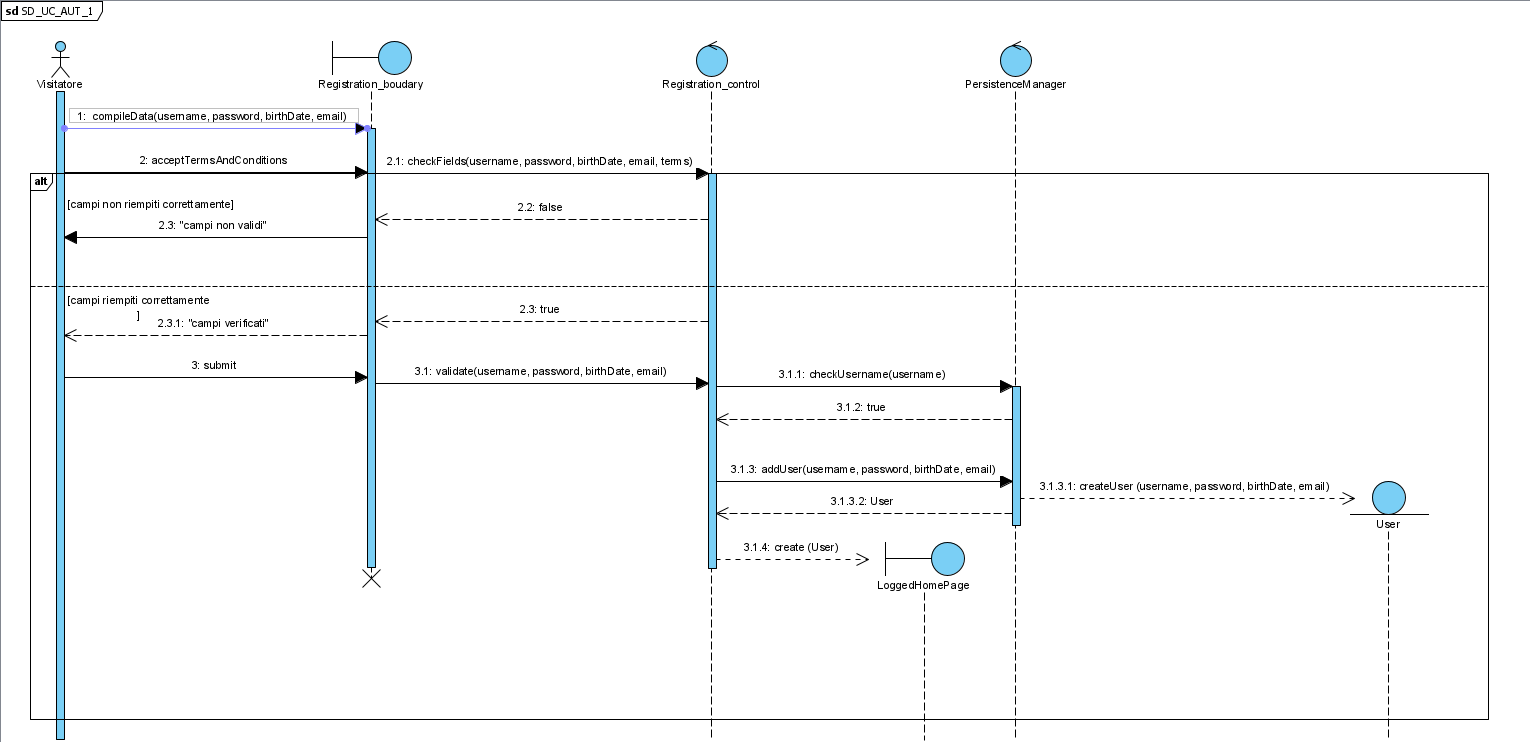 sd SD_UC_AUT_1
Visitatore
Registration_boudary
Registration_control
PersistenceManager
1: compileData(username, password, birthDate, email)
2: acceptTermsAndConditions
2.1: checkFields(username, password, birthDate, email, terms)
alt
[campi non riempiti correttamente]
2.2: false
2.3: "campi non validi"
[campi riempiti correttamente
]
2.3: true
2.3.1: "campi verificati"
3: submit
3.1: validate(username, password, birthDate, email)
3.1.1: checkUsername(username)
3.1.2: true
3.1.3: addUser(username, password, birthDate, email)
3.1.3.1: createUser (username, password, birthDate, email)
3.1.3.2: User
User
3.1.4: create (User)
LoggedHomePage